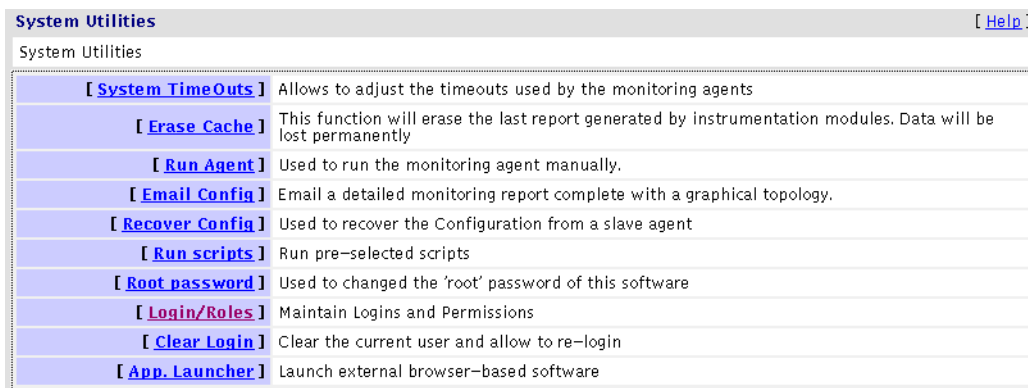 System Utilities [ Help ]
System Utilities
[ System TimeOuts ] Allows to adjust the timeouts used by the monitoring agents
[ Erase Cache ] This function will erase the last report generated by instrumentation modules. Data will be
lost permanently
[ Run Agent ] Used to run the monitoring agent manually.
[ Email Config ] Email a detailed monitoring report complete with a graphical topology.
[ Recover Config ] Used to recover the Configuration from a slave agent
[ Run scripts ] Run pre-selected scripts
[ Root password ] Used to changed the 'root' password of this software
[ Login/Roles ] Maintain Logins and Permissions
[ Clear Login ] Clear the current user and allow to re-login
[ App. Launcher ] Launch external browser-based software